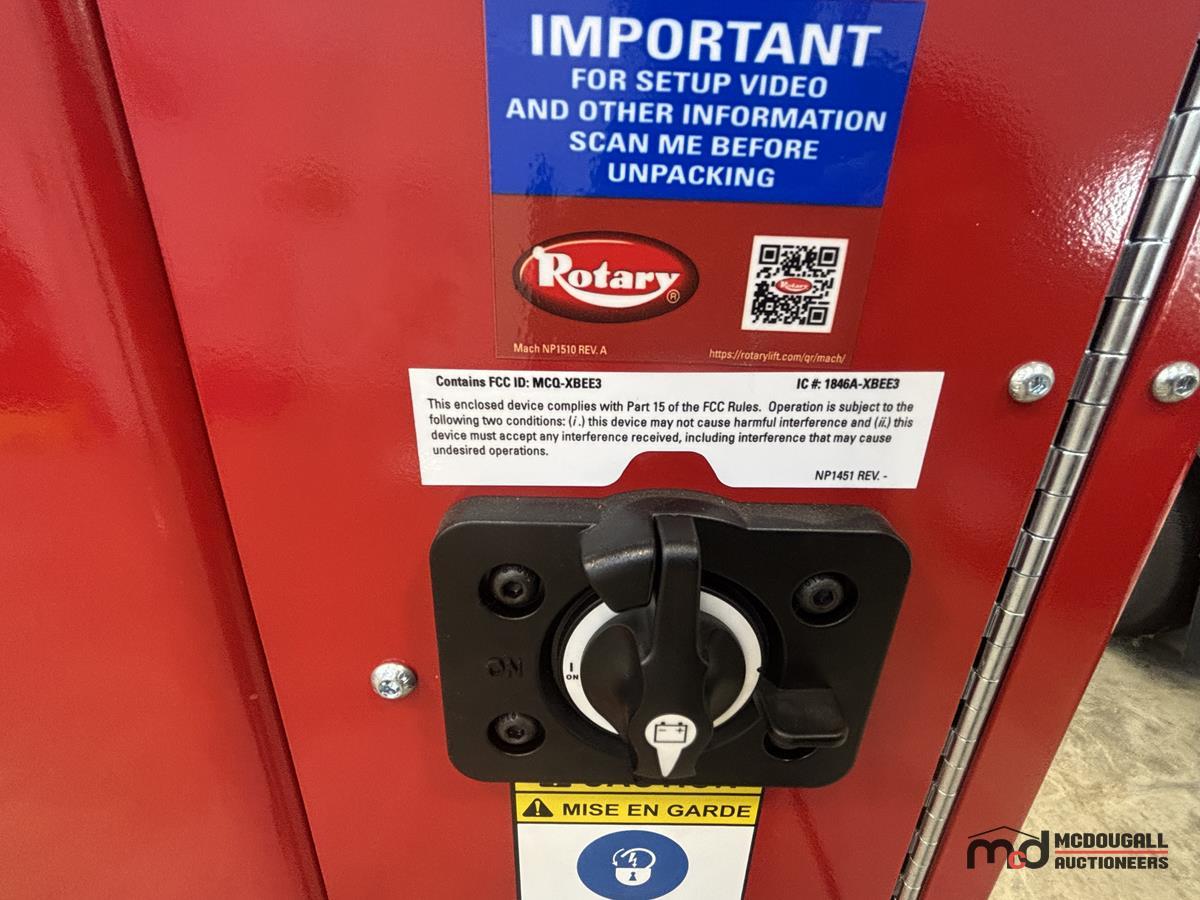 IMPORTANT
FOR SETUP VIDEO
AND OTHER INFORMATION
SCAN ME BEFORE
UNPACKING
Rotary®
Rotary
Mach NP1510 REV. A
https://rotarylift.com/qr/mach/
Contains FCC ID: MCQ-XBEE3
IC #: 1846A-XBEE3
This enclosed device complies with Part 15 of the FCC Rules. Operation is subject to the
following two conditions: (i.) this device may not cause harmful interference and (ii.) this
device must accept any interference received, including interference that may cause
undesired operations.
NP1451 REV. -
ON
I
ON
- +
CAUTION
MISE EN GARDE
mcd MCDOUGALL
AUCTIONEERS